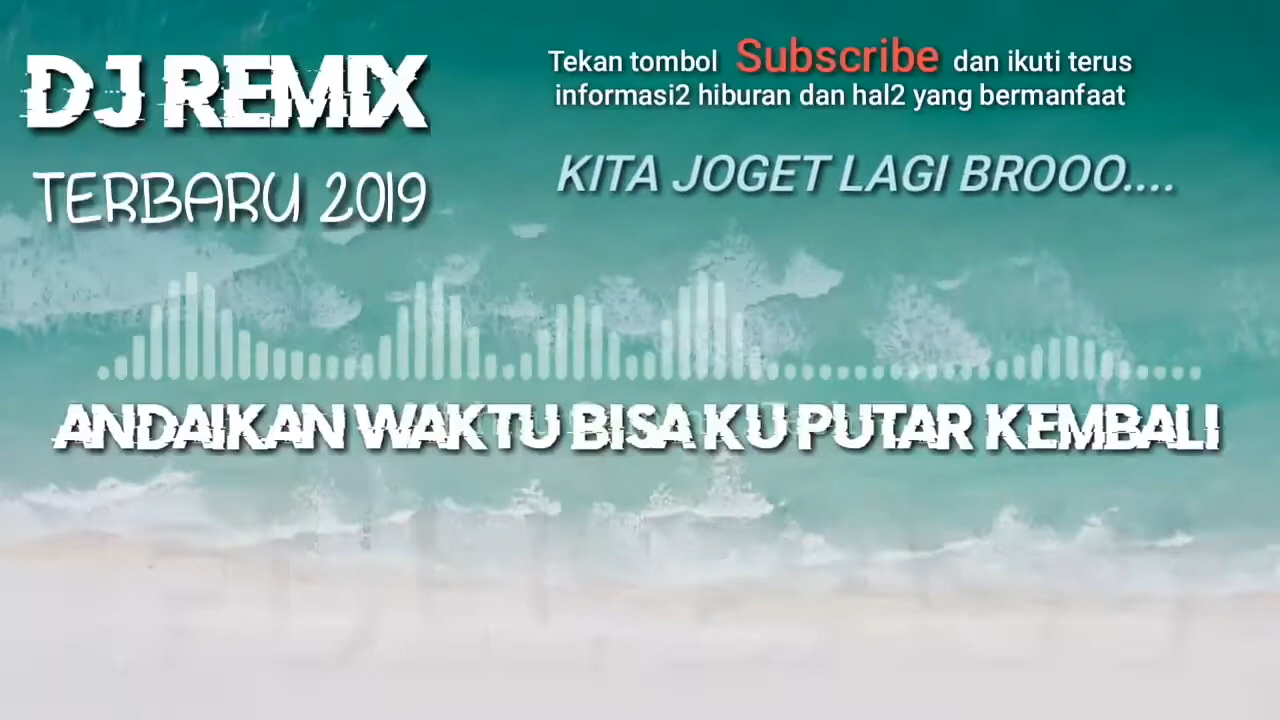 DJ REMIX
TERBARU 2019
Tekan tombol Subscribe dan ikuti terus
informasi2 hiburan dan hal2 yang bermanfaat
KITA JOGET LAGI BROOO....
ANDAIKAN WAKTU BISA KU PUTAR KEMBALI